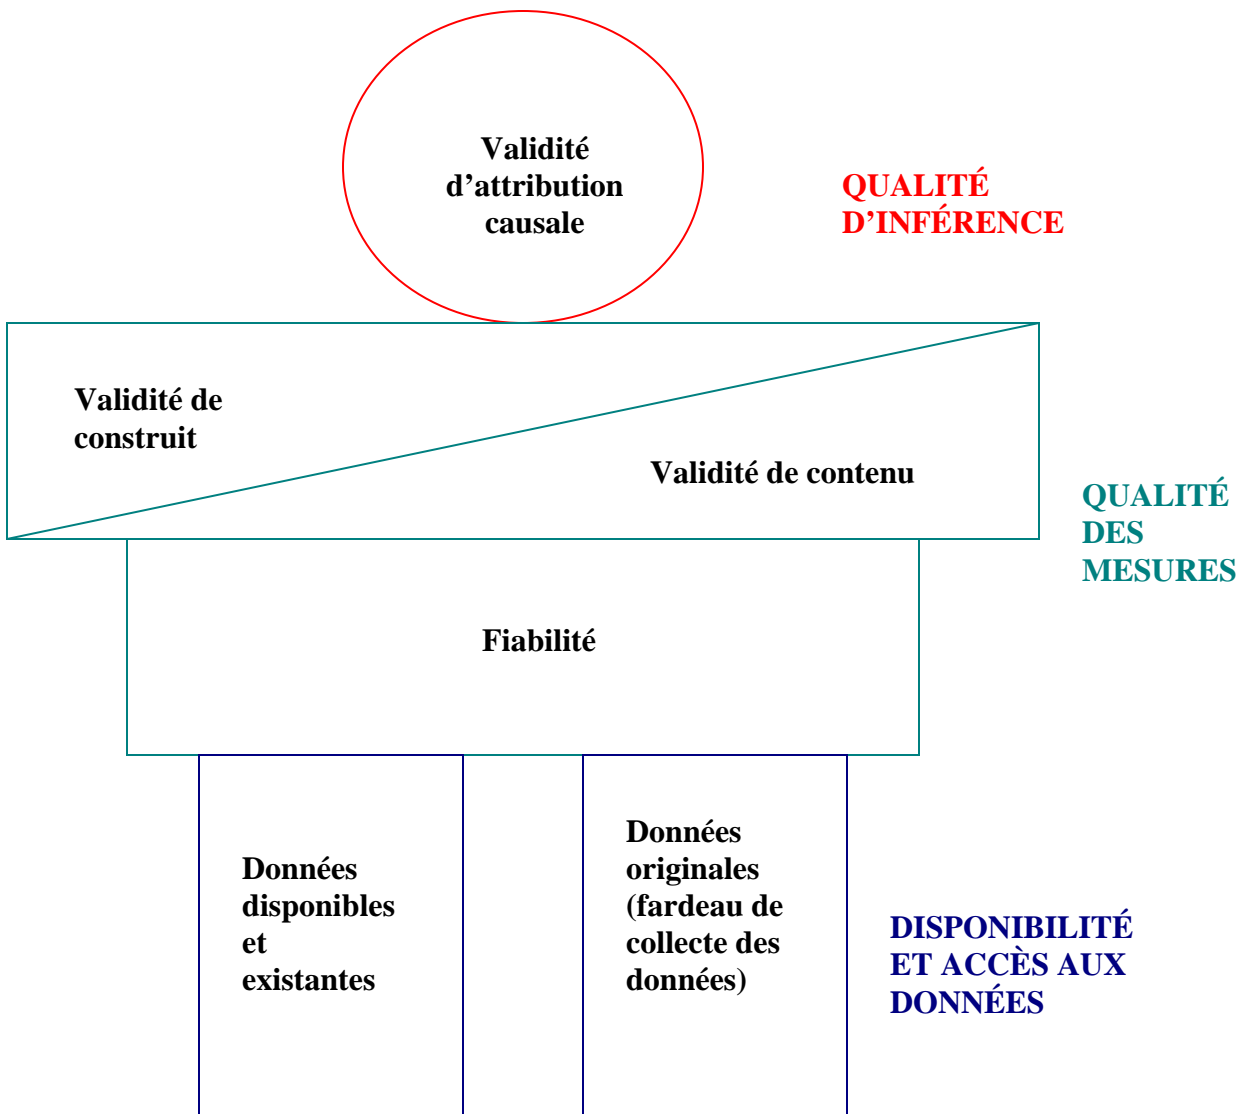 Validité
d’attribution
causale
QUALITÉ
D’INFÉRENCE
Validité de
construit
Validité de contenu
QUALITÉ
DES
MESURES
Fiabilité
Données
disponibles
et
existantes
Données
originales
(fardeau de
collecte des
données)
DISPONIBILITÉ
ET ACCÈS AUX
DONNÉES